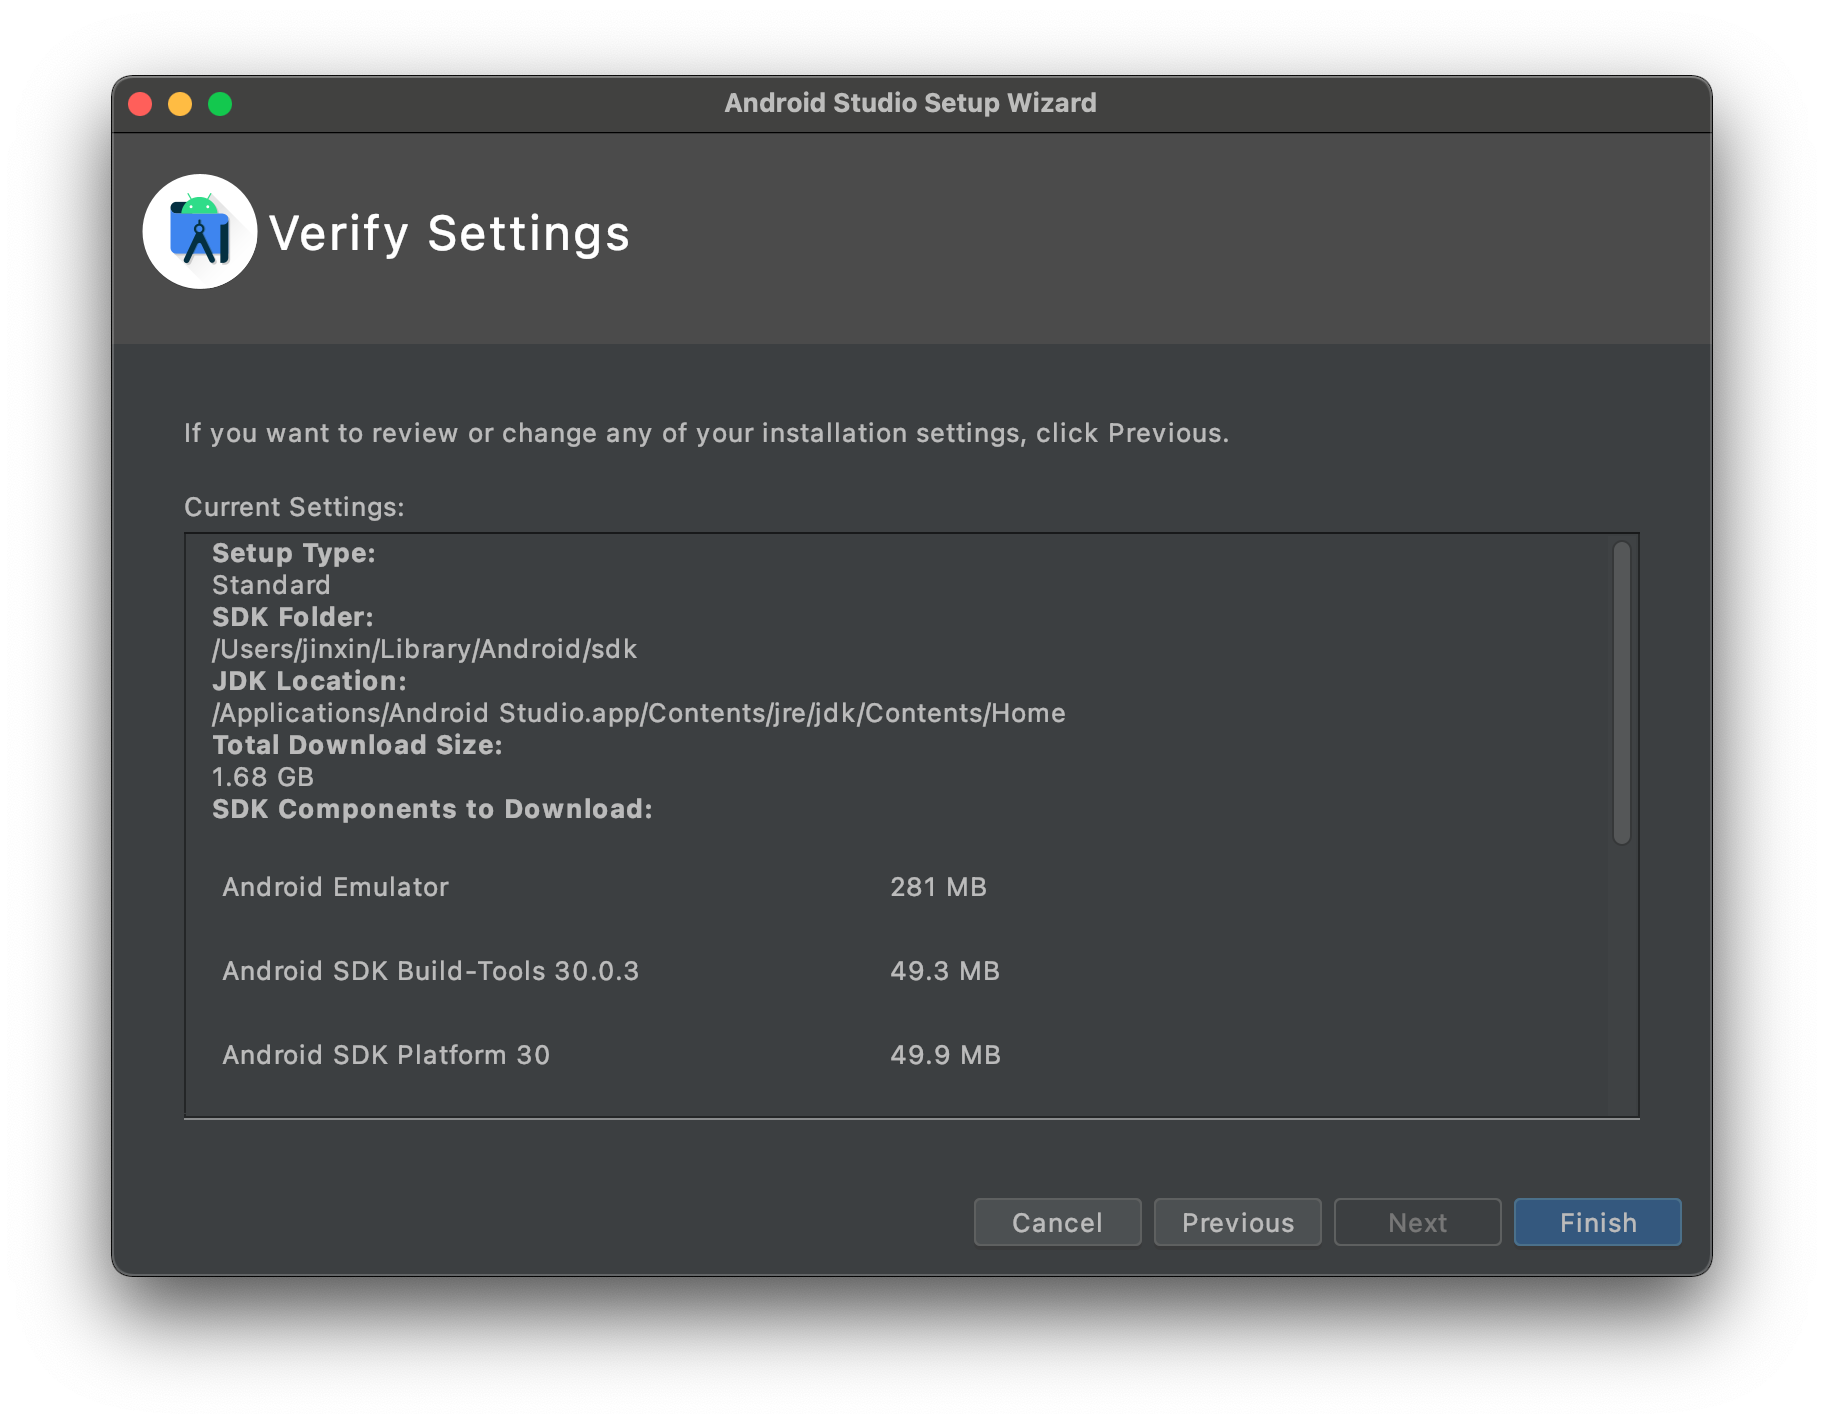 Android Studio Setup Wizard
Verify Settings
If you want to review or change any of your installation settings, click Previous.
Current Settings:
Setup Type:
Standard
SDK Folder:
/Users/jinxin/Library/Android/sdk
JDK Location:
/Applications/Android Studio.app/Contents/jre/jdk/Contents/Home
Total Download Size:
1.68 GB
SDK Components to Download:
Android Emulator 281 MB
Android SDK Build-Tools 30.0.3 49.3 MB
Android SDK Platform 30 49.9 MB
Cancel Previous Next Finish